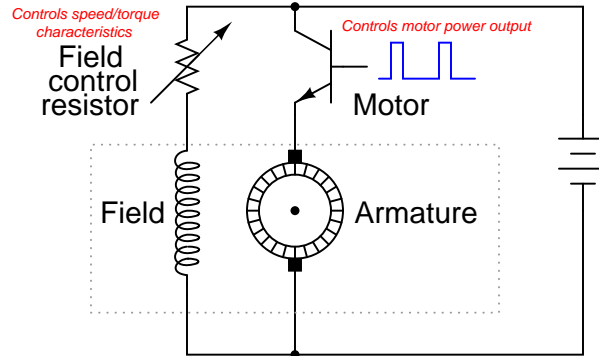 Controls speed/torque
characteristics
Controls motor power output
Field
control
resistor
Motor
Field
Armature